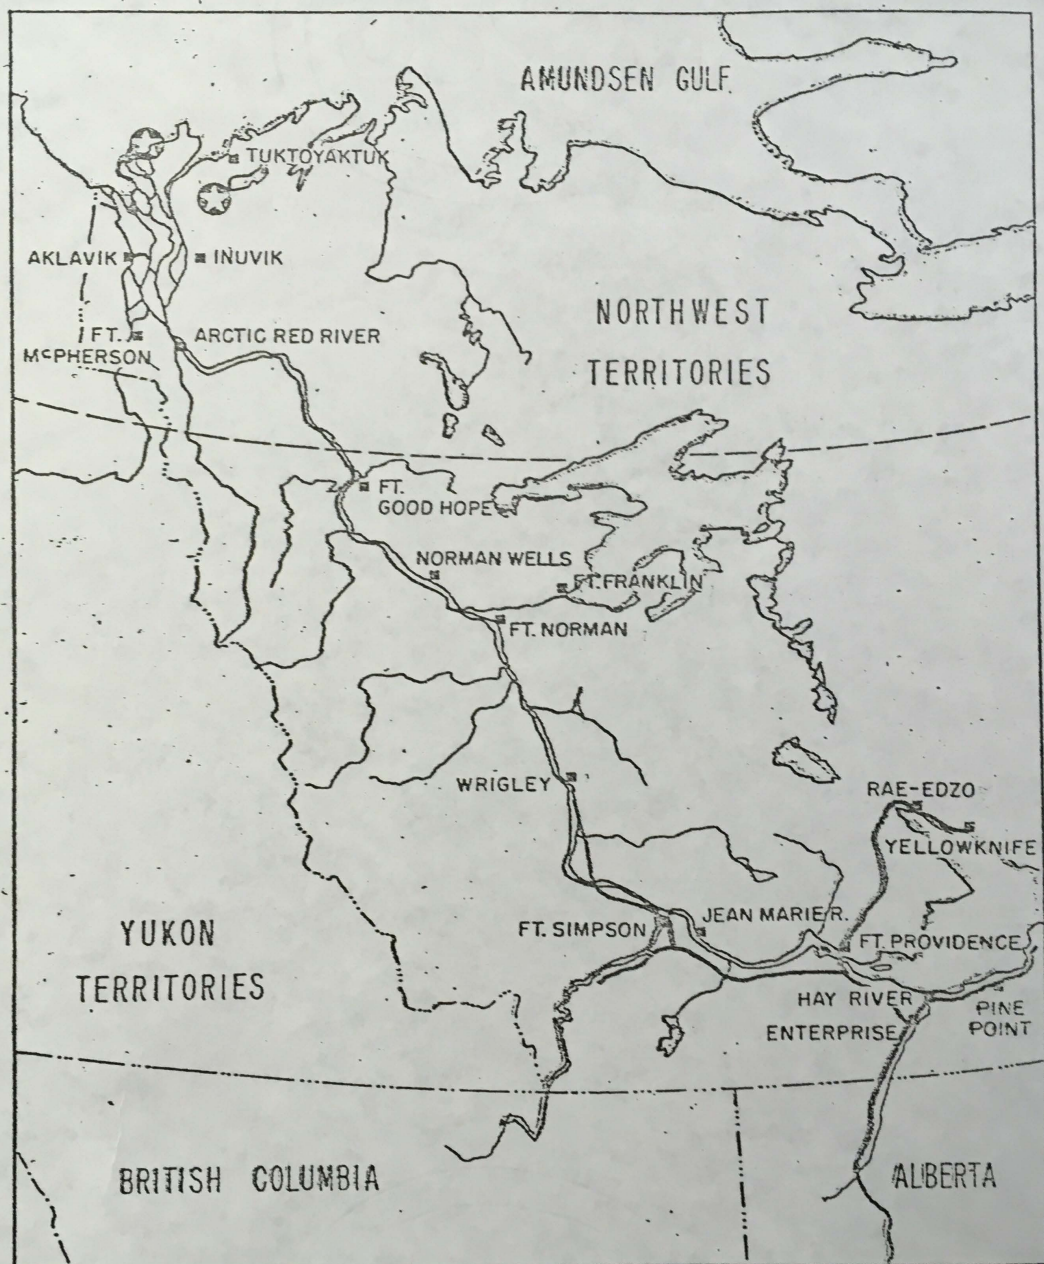 AMUNDSEN GULF.
TUKTOYAKTUK
AKLAVIK
INUVIK
NORTHWEST
TERRITORIES
FT.
McPHERSON
ARCTIC RED RIVER
FT.
GOOD HOPE
NORMAN WELLS
FT. FRANKLIN
FT. NORMAN
WRIGLEY
RAE-EDZO
YELLOWKNIFE
FT. SIMPSON
JEAN MARIE R.
FT. PROVIDENCE
YUKON
TERRITORIES
HAY RIVER
ENTERPRISE
PINE
POINT
BRITISH COLUMBIA
ALBERTA